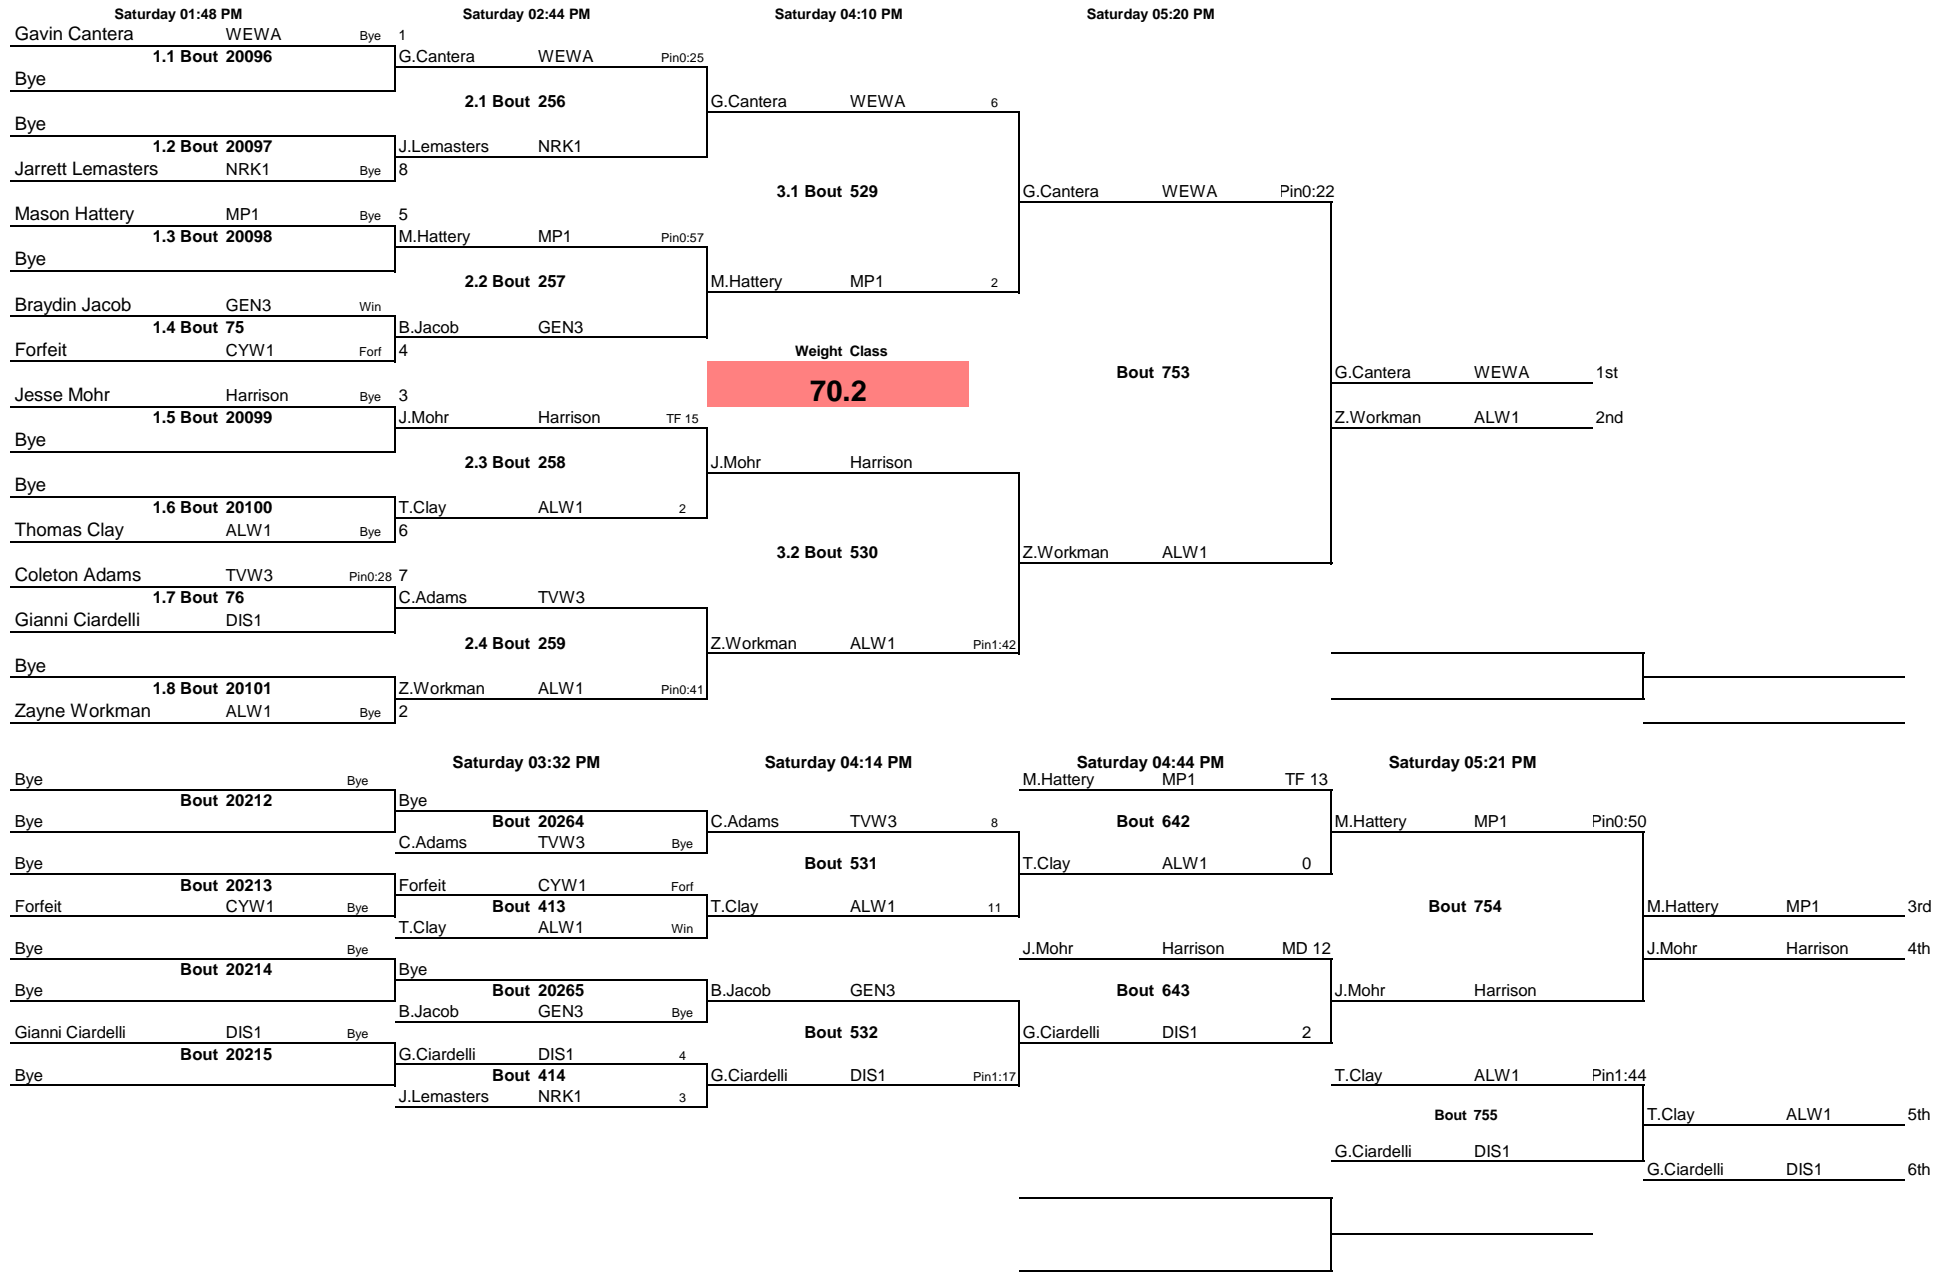 Saturday 01:48 PM Saturday 02:44 PM Saturday 04:10 PM Saturday 05:20 PM
Gavin Cantera WEWA Bye 1
1.1 Bout 20096 G.Cantera WEWA Pin0:25
Bye
2.1 Bout 256 G.Cantera WEWA 6
Bye
1.2 Bout 20097 J.Lemasters NRK1
Jarrett Lemasters NRK1 Bye 8
3.1 Bout 529 G.Cantera WEWA Pin0:22
Mason Hattery MP1 Bye 5
1.3 Bout 20098 M.Hattery MP1 Pin0:57
Bye
2.2 Bout 257 M.Hattery MP1 2
Braydin Jacob GEN3 Win
1.4 Bout 75 B.Jacob GEN3
Forfeit CYW1 Forf 4 Weight Class
Bout 753 G.Cantera WEWA 1st
Jesse Mohr Harrison Bye 3 70.2
1.5 Bout 20099 J.Mohr Harrison TF 15 Z.Workman ALW1 2nd
Bye
2.3 Bout 258 J.Mohr Harrison
Bye
1.6 Bout 20100 T.Clay ALW1 2
Thomas Clay ALW1 Bye 6
3.2 Bout 530 Z.Workman ALW1
Coleton Adams TVW3 Pin0:28 7
1.7 Bout 76 C.Adams TVW3
Gianni Ciardelli DIS1
2.4 Bout 259 Z.Workman ALW1 Pin1:42
Bye
1.8 Bout 20101 Z.Workman ALW1 Pin0:41
Zayne Workman ALW1 Bye 2
Saturday 03:32 PM Saturday 04:14 PM Saturday 04:44 PM Saturday 05:21 PM
Bye Bye M.Hattery MP1 TF 13
Bout 20212 Bye
Bye Bout 20264 C.Adams TVW3 8 Bout 642 M.Hattery MP1 Pin0:50
C.Adams TVW3 Bye
Bye Bout 531 T.Clay ALW1 0
Bout 20213 Forfeit CYW1 Forf
Forfeit CYW1 Bye Bout 413 T.Clay ALW1 11 Bout 754 M.Hattery MP1 3rd
T.Clay ALW1 Win
Bye Bye J.Mohr Harrison MD 12 J.Mohr Harrison 4th
Bout 20214 Bye
Bye Bout 20265 B.Jacob GEN3 Bout 643 J.Mohr Harrison
B.Jacob GEN3 Bye
Gianni Ciardelli DIS1 Bye Bout 532 G.Ciardelli DIS1 2
Bout 20215 G.Ciardelli DIS1 4
Bye Bout 414 G.Ciardelli DIS1 Pin1:17 T.Clay ALW1 Pin1:44
J.Lemasters NRK1 3
Bout 755 T.Clay ALW1 5th
G.Ciardelli DIS1
G.Ciardelli DIS1 6th